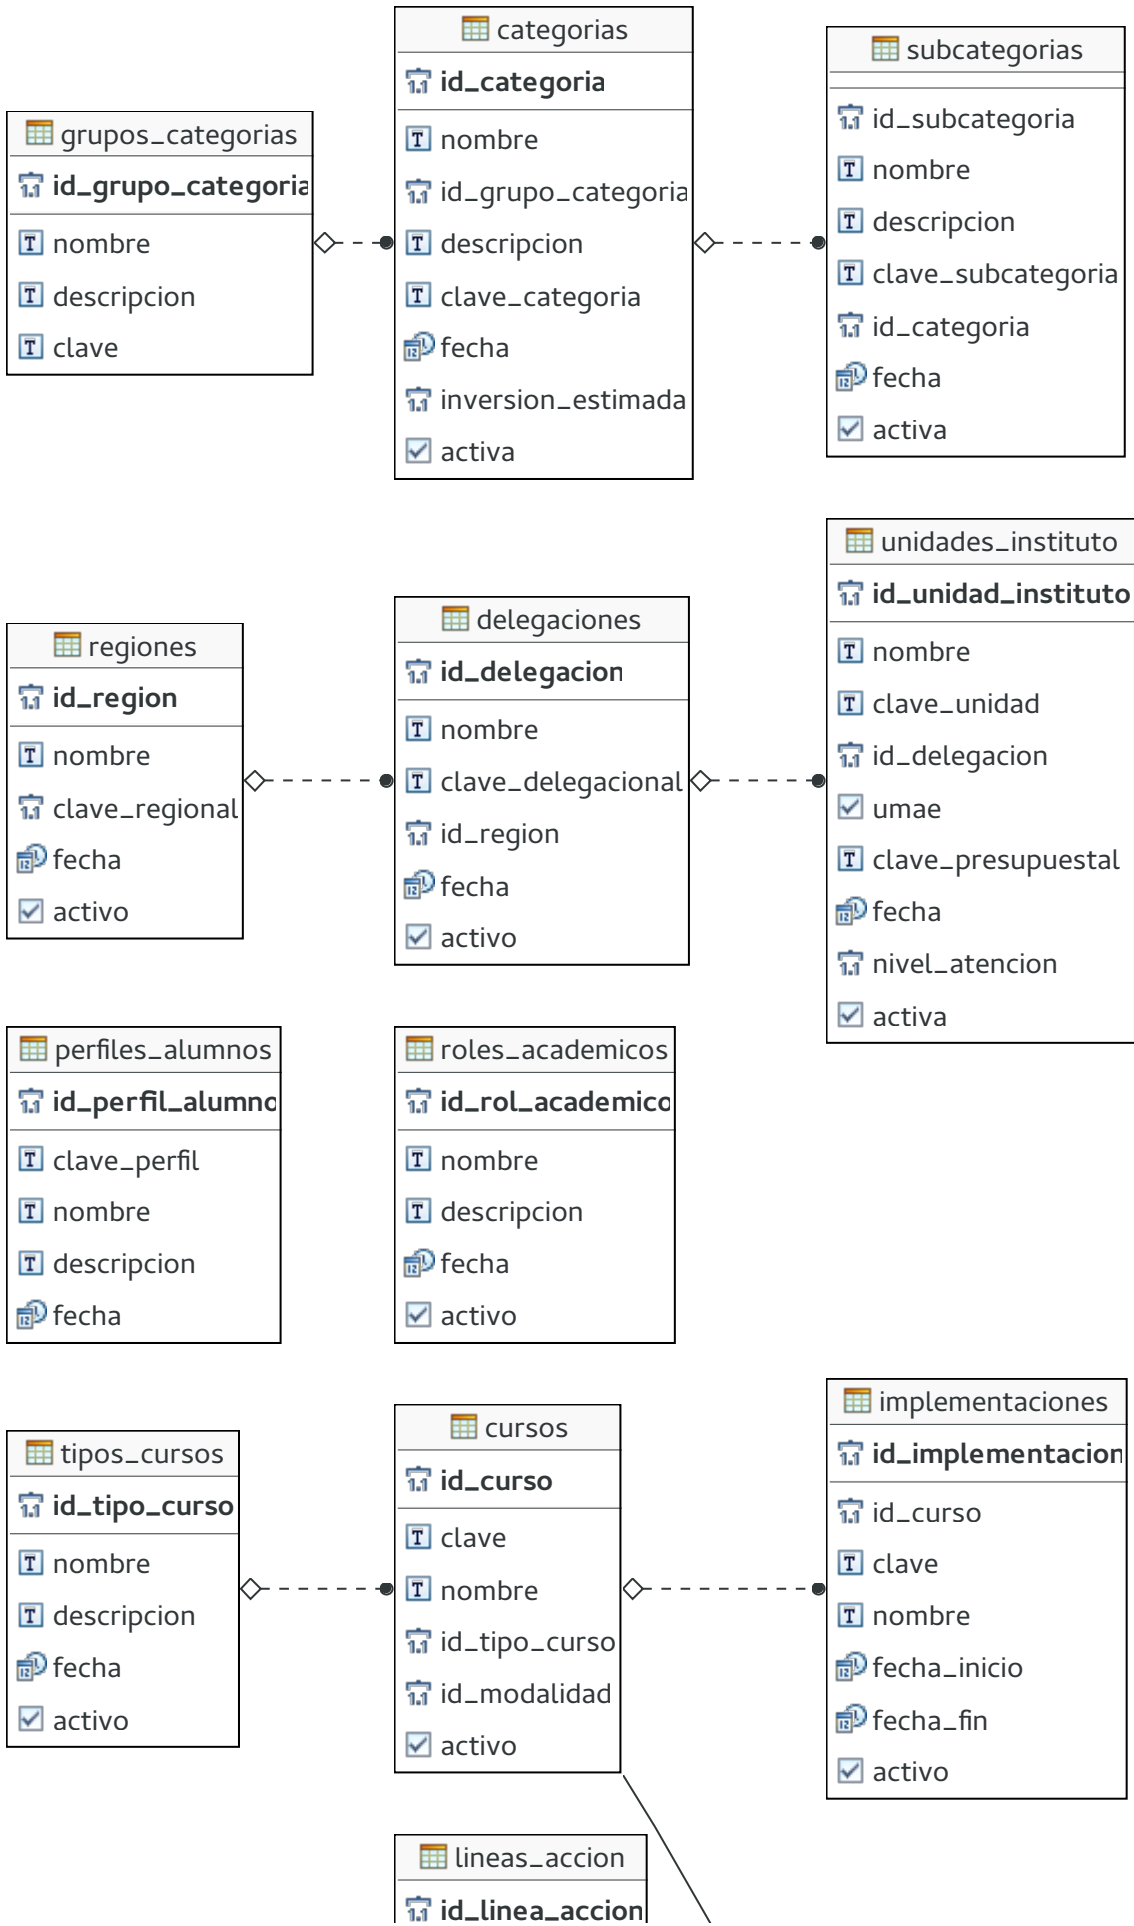 grupos_categorias
id_grupo_categoria
nombre
descripcion
clave
categorias
id_categoria
nombre
id_grupo_categoria
descripcion
clave_categoria
fecha
inversion_estimada
activa
subcategorias
id_subcategoria
nombre
descripcion
clave_subcategoria
id_categoria
fecha
activa
regiones
id_region
nombre
clave_regional
fecha
activo
delegaciones
id_delegacion
nombre
clave_delegacional
id_region
fecha
activo
unidades_instituto
id_unidad_instituto
nombre
clave_unidad
id_delegacion
umae
clave_presupuestal
fecha
nivel_atencion
activa
perfiles_alumnos
id_perfil_alumno
clave_perfil
nombre
descripcion
fecha
roles_academicos
id_rol_academico
nombre
descripcion
fecha
activo
tipos_cursos
id_tipo_curso
nombre
descripcion
fecha
activo
cursos
id_curso
clave
nombre
id_tipo_curso
id_modalidad
activo
implementaciones
id_implementacion
id_curso
clave
nombre
fecha_inicio
fecha_fin
activo
lineas_accion
id_linea_accion